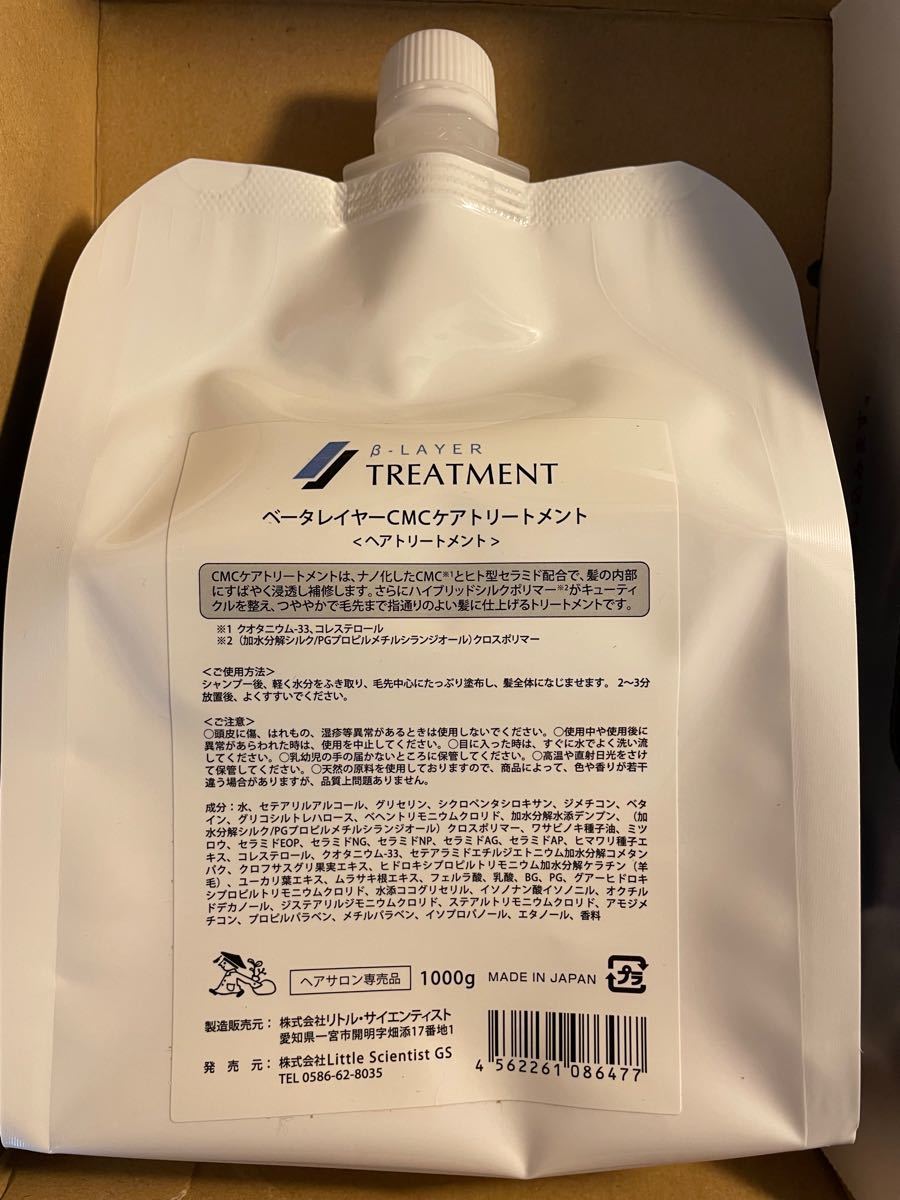 β-LAYER
TREATMENT
ベータレイヤーCMCケアトリートメント
<ヘアトリートメント>
CMCケアトリートメントは、ナノ化したCMC※1とヒト型セラミド配合で、髪の内部
にすばやく浸透し補修します。さらにハイブリッドシルクポリマー※2がキューティ
クルを整え、つややかで毛先まで指通りのよい髪に仕上げるトリートメントです。
※1 クオタニウム-33、コレステロール
※2 （加水分解シルク/PGプロピルメチルシランジオール）クロスポリマー
＜ご使用方法＞
シャンプー後、軽く水分をふき取り、毛先中心にたっぷり塗布し、髪全体になじませます。 2〜3分
放置後、よくすすいでください。
＜ご注意＞
○頭皮に傷、はれもの、湿疹等異常があるときは使用しないでください。○使用中や使用後に
異常があらわれた時は、使用を中止してください。○目に入った時は、すぐに水でよく洗い流
してください。○乳幼児の手の届かないところに保管してください。○高温や直射日光をさけ
て保管してください。○天然の原料を使用しておりますので、商品によって、色や香りが若干
違う場合がありますが、品質上問題ありません。
成分：水、セテアリルアルコール、グリセリン、シクロペンタシロキサン、ジメチコン、ベタ
イン、グリコシルトレハロース、ベヘントリモニウムクロリド、加水分解水添デンプン、（加
水分解シルク/PGプロピルメチルシランジオール）クロスポリマー、ワサビノキ種子油、ミツ
ロウ、セラミドEOP、セラミドNG、セラミドNP、セラミドAG、セラミドAP、ヒマワリ種子エ
キス、コレステロール、クオタニウム-33、セテアラミドエチルジエトニウム加水分解コメタン
パク、クロフサスグリ果実エキス、ヒドロキシプロピルトリモニウム加水分解ケラチン（羊
毛）、ユーカリ葉エキス、ムラサキ根エキス、フェルラ酸、乳酸、BG、PG、グアーヒドロキ
シプロピルトリモニウムクロリド、水添ココグリセリル、イソノナン酸イソノニル、オクチル
ドデカノール、ジステアリルジモニウムクロリド、ステアルトリモニウムクロリド、アモジメ
チコン、プロピルパラベン、メチルパラベン、イソプロパノール、エタノール、香料
ヘアサロン専売品 1000g MADE IN JAPAN プラ
製造販売元： 株式会社リトル・サイエンティスト
愛知県一宮市開明字畑添17番地1
発 売 元： 株式会社Little Scientist GS
TEL 0586-62-8035
4 562261 086477